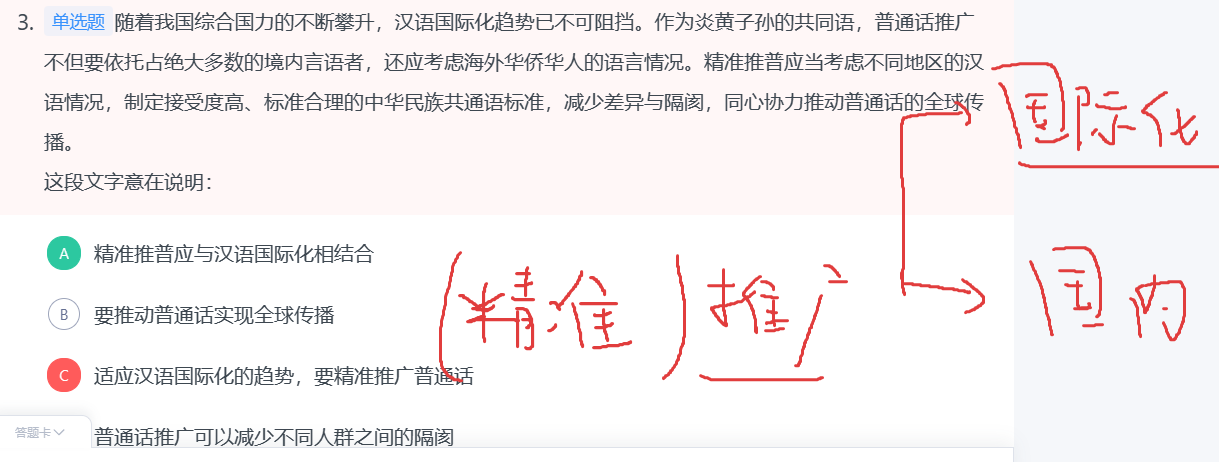 3. 单选题 随着我国综合国力的不断攀升，汉语国际化趋势已不可阻挡。作为炎黄子孙的共同语，普通话推广
不但要依托占绝大多数的境内言语者，还应考虑海外华侨华人的语言情况。精准推普应当考虑不同地区的汉
语情况，制定接受度高、标准合理的中华民族共通语标准，减少差异与隔阂，同心协力推动普通话的全球传
播。
这段文字意在说明：
国际化
A 精准推普应与汉语国际化相结合
B 要推动普通话实现全球传播
(精准)推广
国内
C 适应汉语国际化的趋势，要精准推广普通话
答题卡
普通话推广可以减少不同人群之间的隔阂